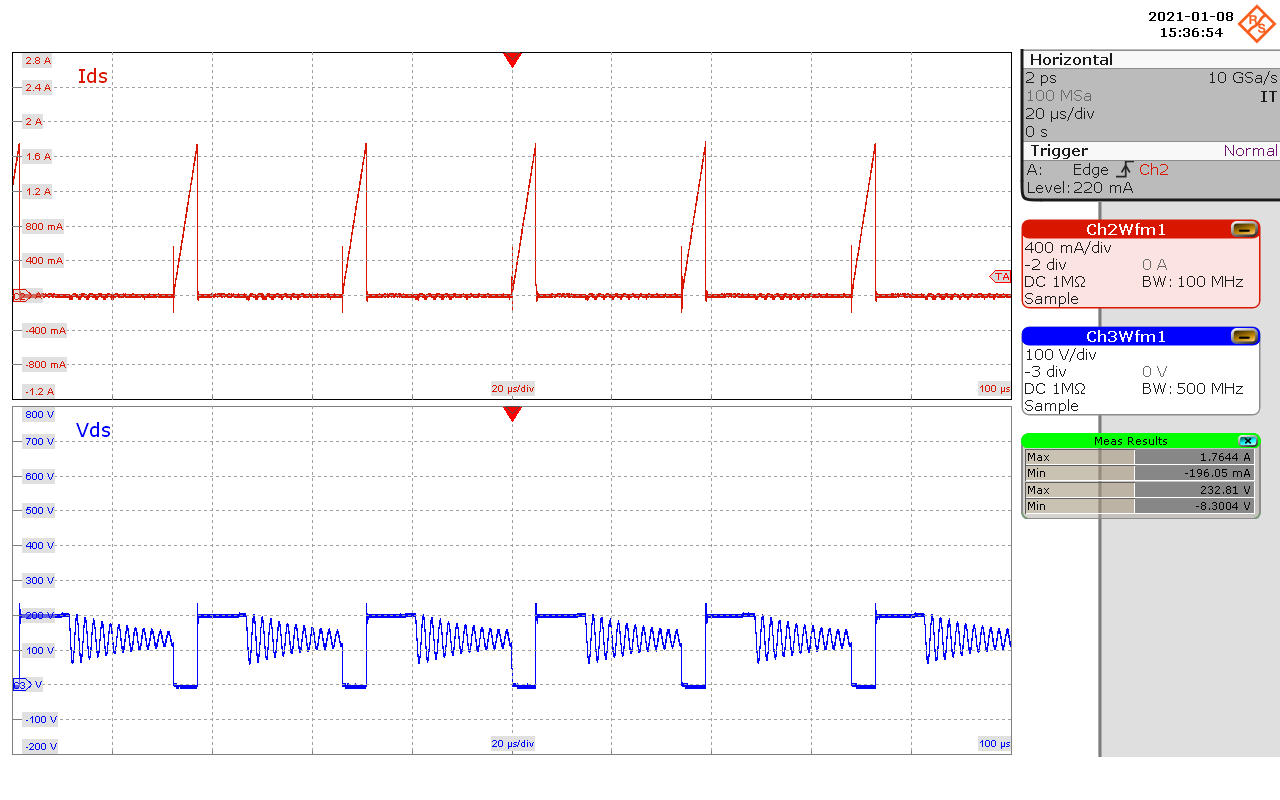 2021-01-08
15:36:54
R&S
2.8 A
Ids
2.4 A
2 A
1.6 A
1.2 A
800 mA
400 mA
C2 A
-400 mA
-800 mA
-1.2 A
20 µs/div
100 µs
TA
800 V
Vds
700 V
600 V
500 V
400 V
300 V
200 V
100 V
C3 V
-100 V
-200 V
20 µs/div
100 µs
Horizontal
2 ps 10 GSa/s
100 MSa IT
20 µs/div
0 s
Trigger Normal
A: Edge Ch2
Level: 220 mA
Ch2Wfm1
400 mA/div
-2 div 0 A
DC 1MΩ BW: 100 MHz
Sample
Ch3Wfm1
100 V/div
-3 div 0 V
DC 1MΩ BW: 500 MHz
Sample
Meas Results
Max 1.7644 A
Min -196.05 mA
Max 232.81 V
Min -8.3004 V